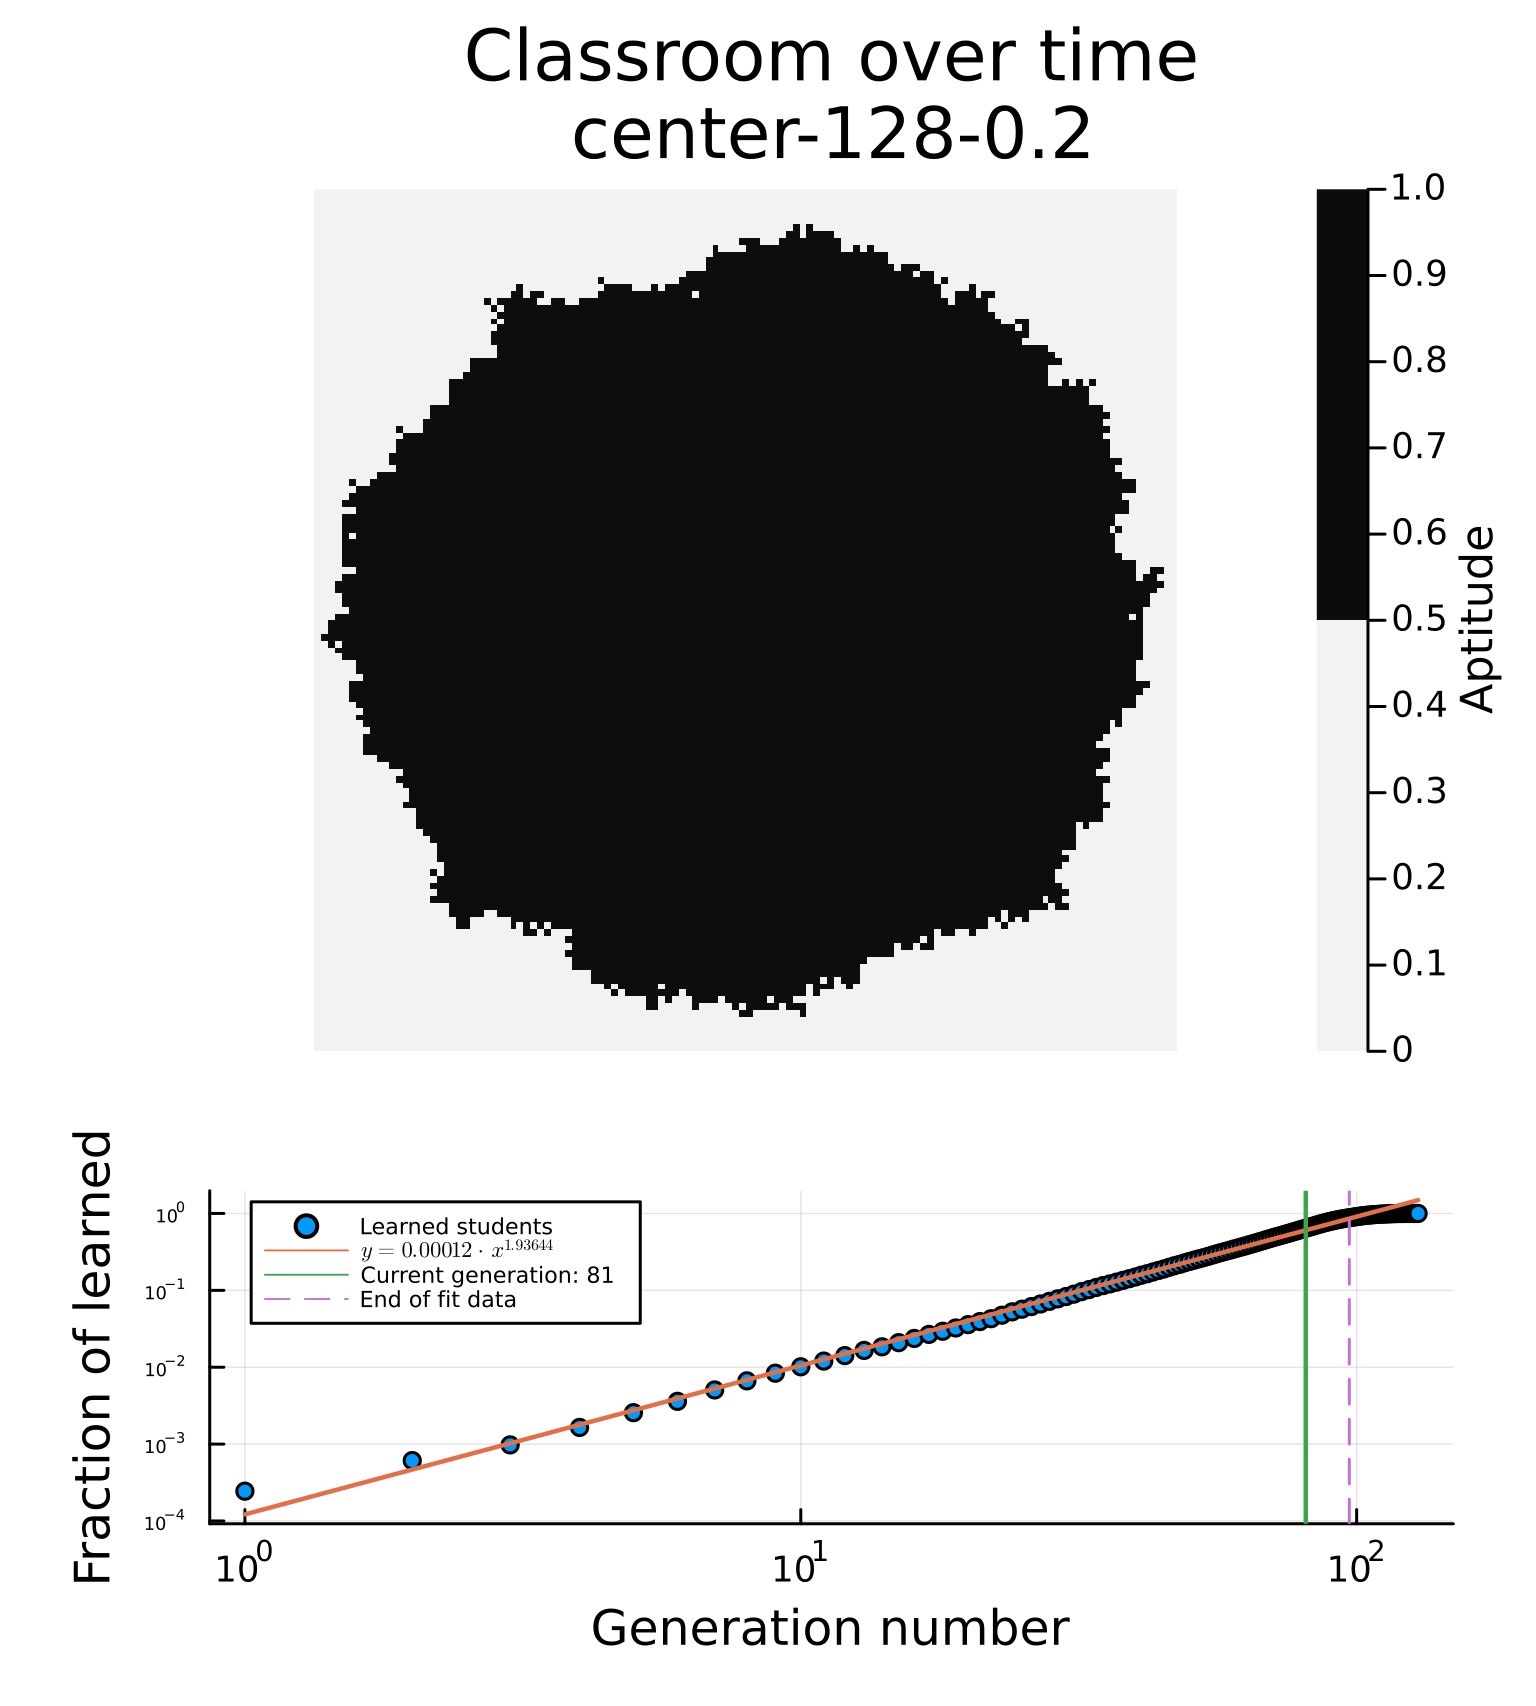 Classroom over time
center-128-0.2
1.0
0.9
0.8
0.7
0.6
0.5
0.4
0.3
0.2
0.1
0
Aptitude
Fraction of learned
10⁰
10⁻¹
10⁻²
10⁻³
10⁻⁴
Learned students
y = 0.00012 · x^1.93644
Current generation: 81
End of fit data
10⁰ 10¹ 10²
Generation number